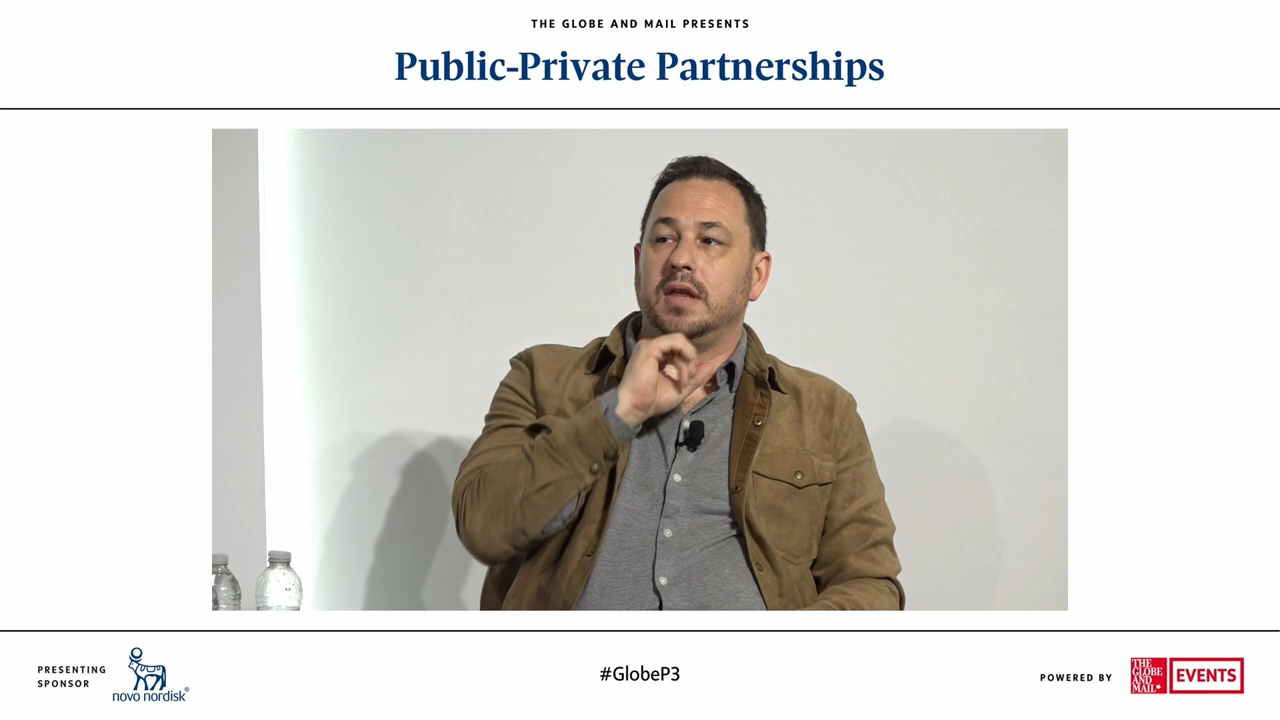 THE GLOBE AND MAIL PRESENTS
Public-Private Partnerships
PRESENTING
SPONSOR
novo nordisk®
#GlobeP3
POWERED BY
THE
GLOBE
AND
MAIL
EVENTS